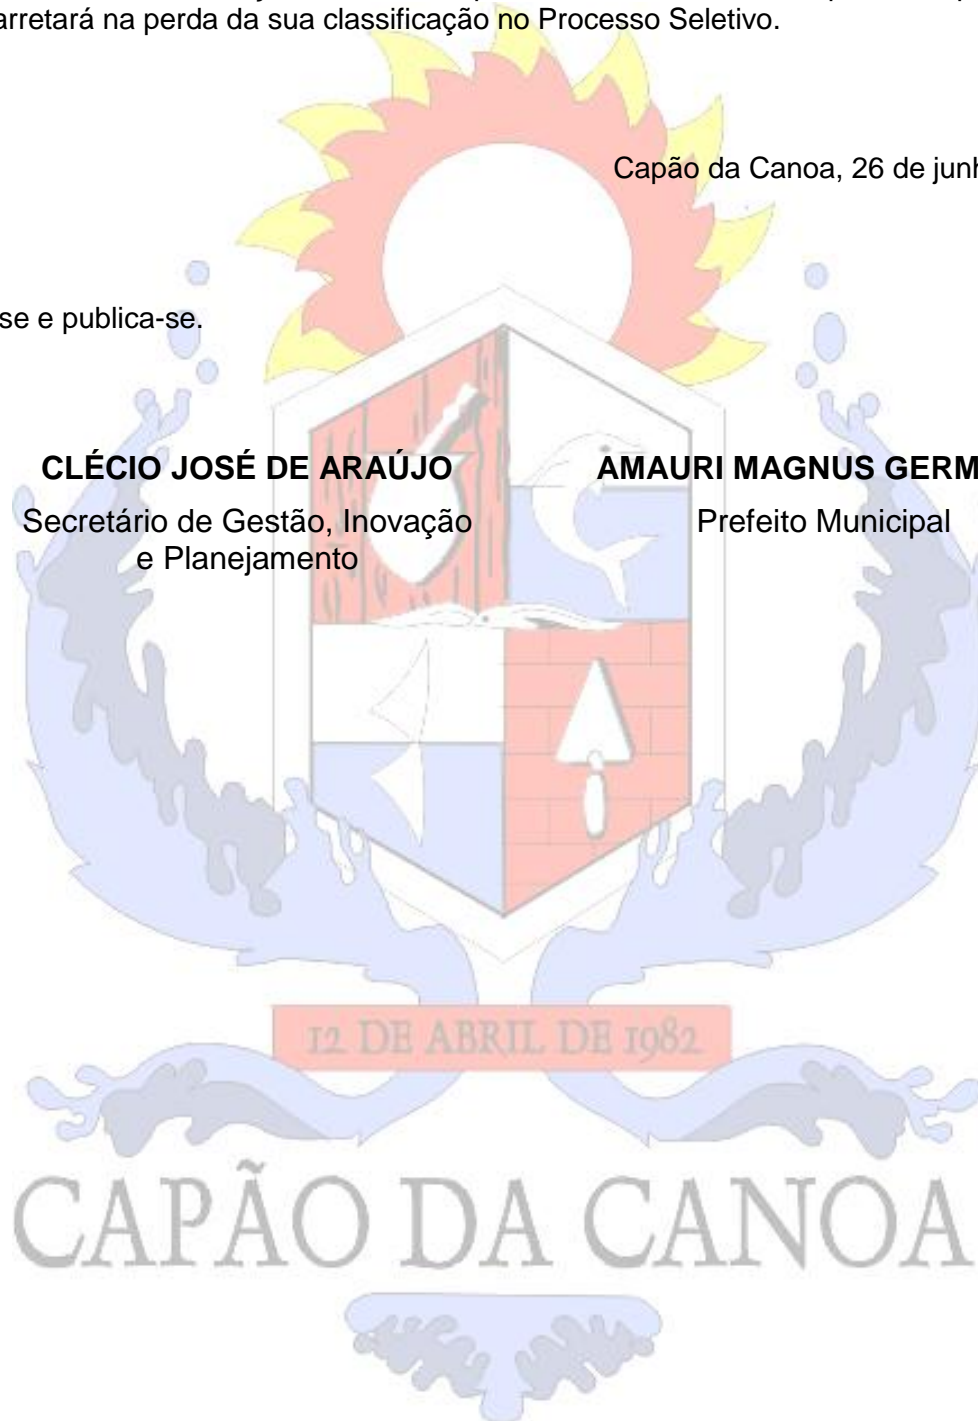 arretará na perda da sua classificação no Processo Seletivo.
Capão da Canoa, 26 de junh
se e publica-se.
CLÉCIO JOSÉ DE ARAÚJO
AMAURI MAGNUS GERM
Secretário de Gestão, Inovação
e Planejamento
Prefeito Municipal
12 DE ABRIL DE 1982
CAPÃO DA CANOA